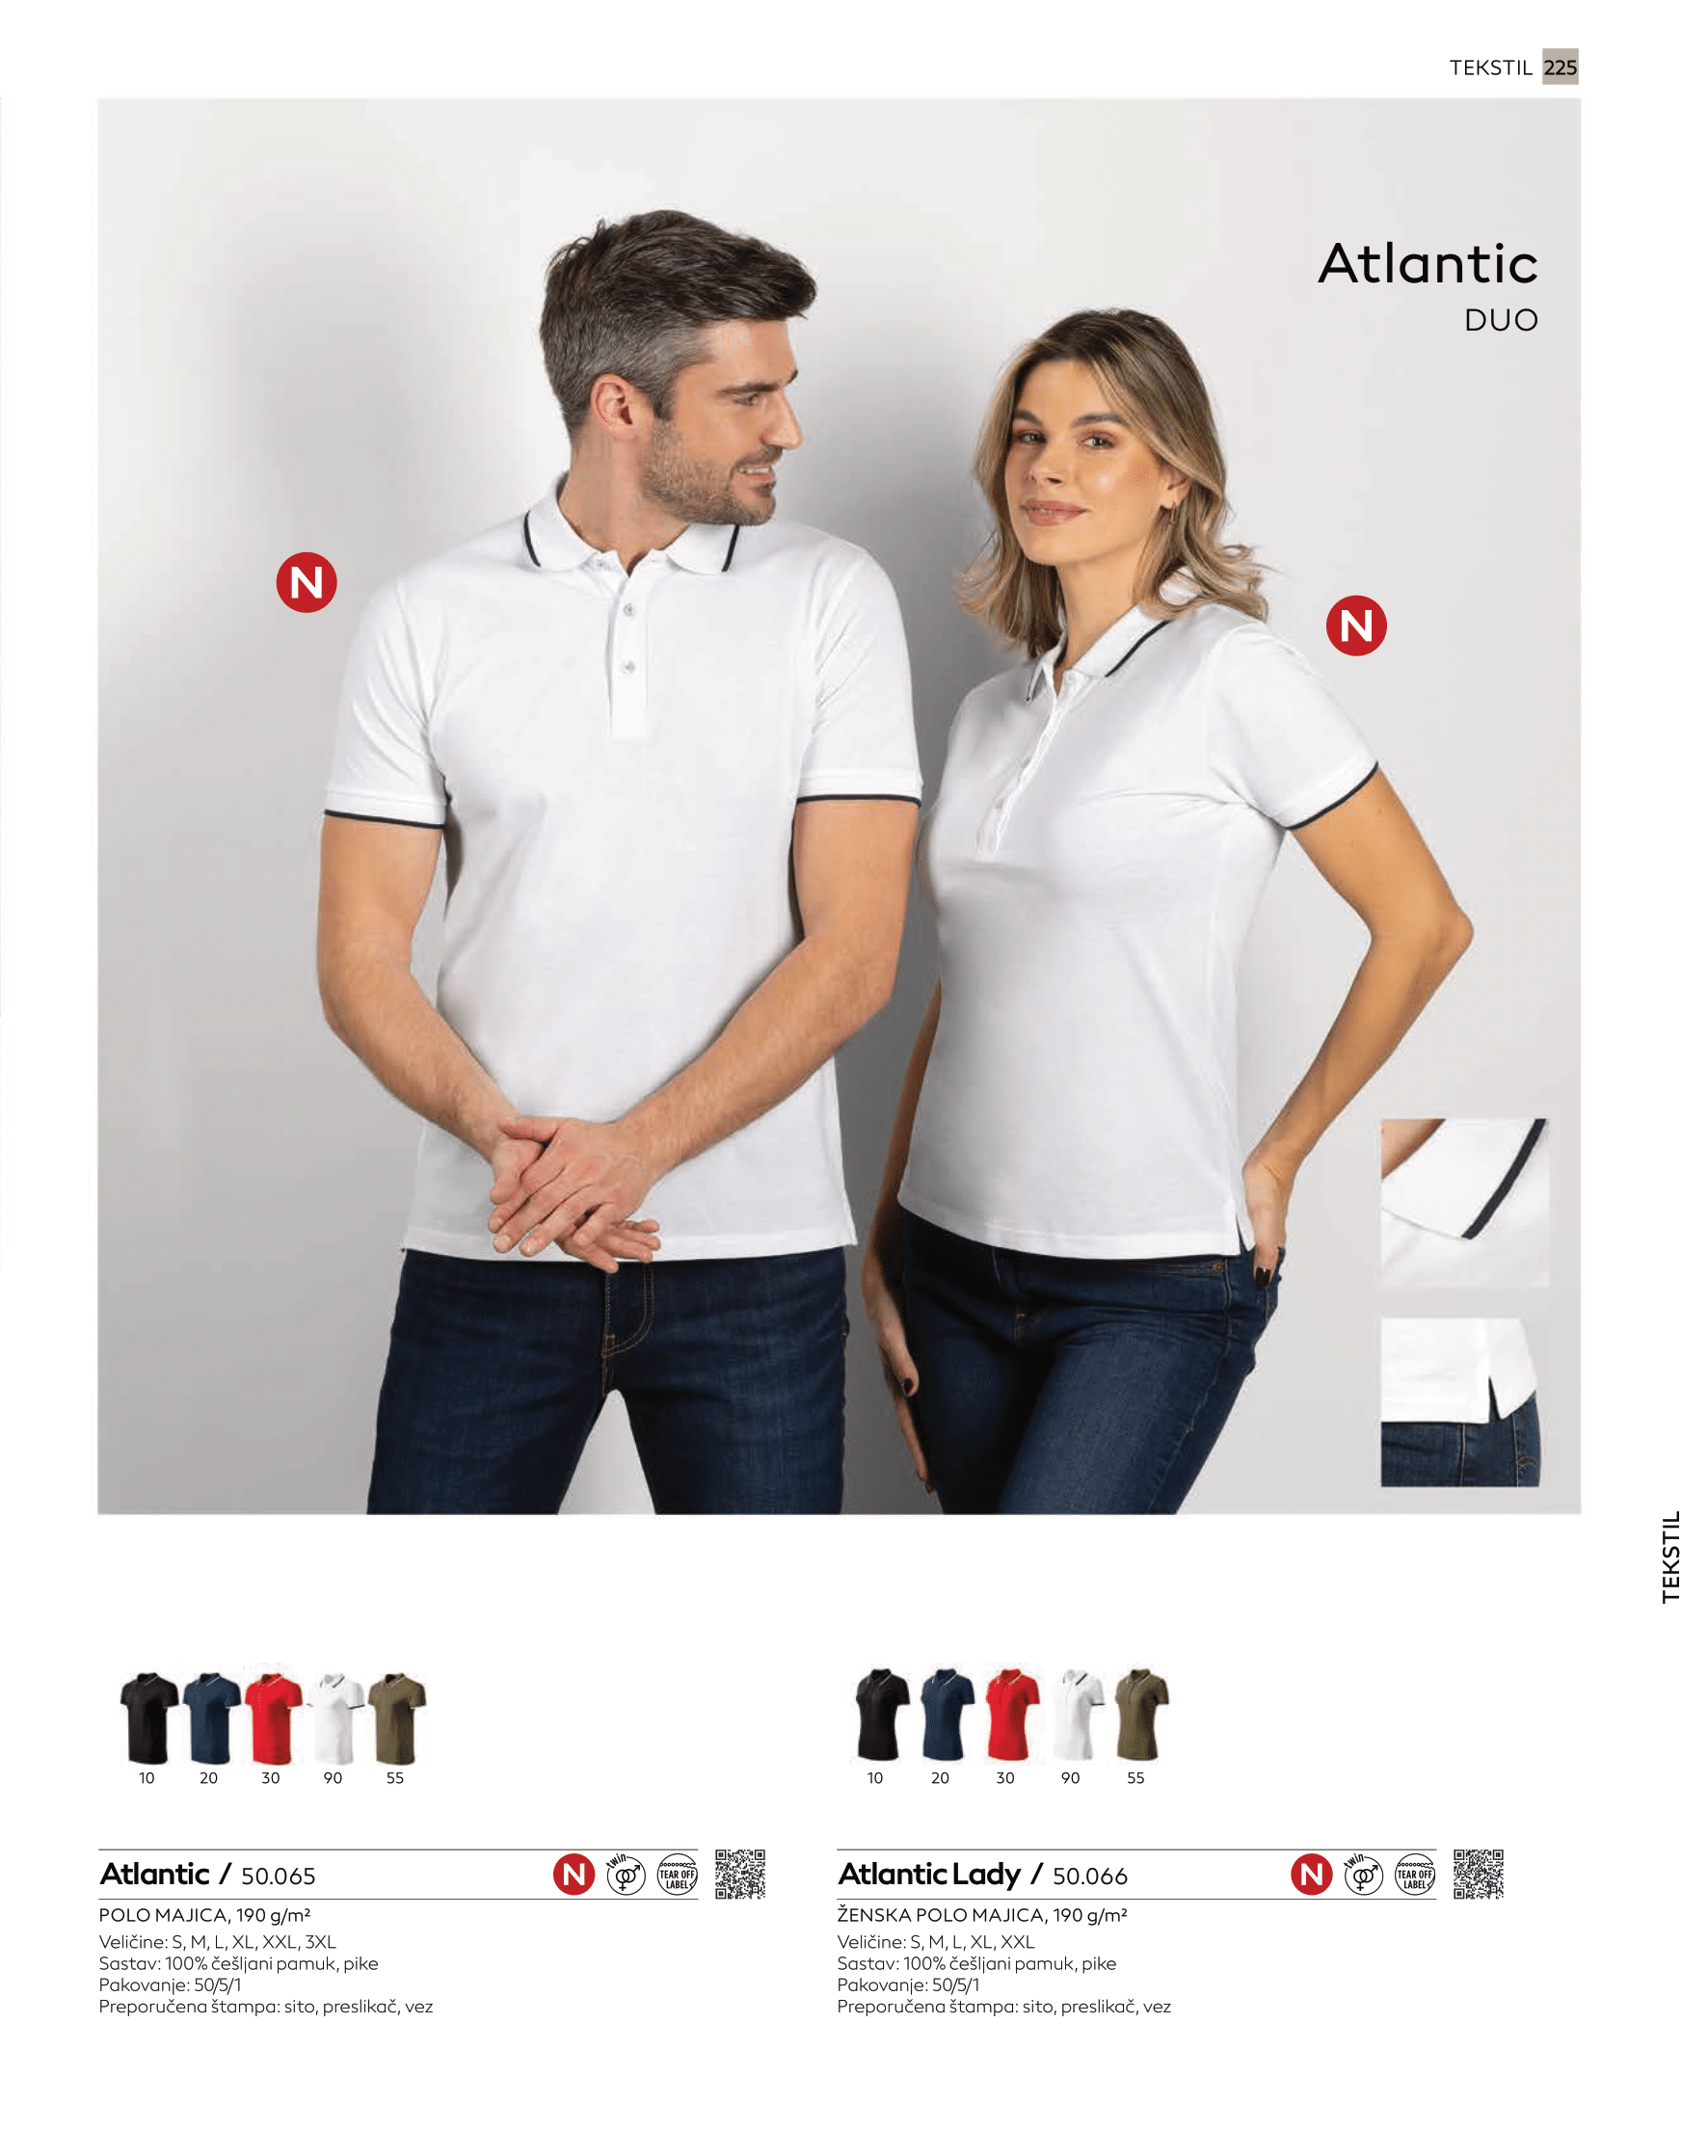 TEKSTIL 225
Atlantic
DUO
N
N
TEKSTIL
10 20 30 90 55
10 20 30 90 55
Atlantic / 50.065 N twin TEAR OFF LABEL
POLO MAJICA, 190 g/m²
Veličine: S, M, L, XL, XXL, 3XL
Sastav: 100% češljani pamuk, pike
Pakovanje: 50/5/1
Preporučena štampa: sito, preslikač, vez
Atlantic Lady / 50.066 N twin TEAR OFF LABEL
ŽENSKA POLO MAJICA, 190 g/m²
Veličine: S, M, L, XL, XXL
Sastav: 100% češljani pamuk, pike
Pakovanje: 50/5/1
Preporučena štampa: sito, preslikač, vez